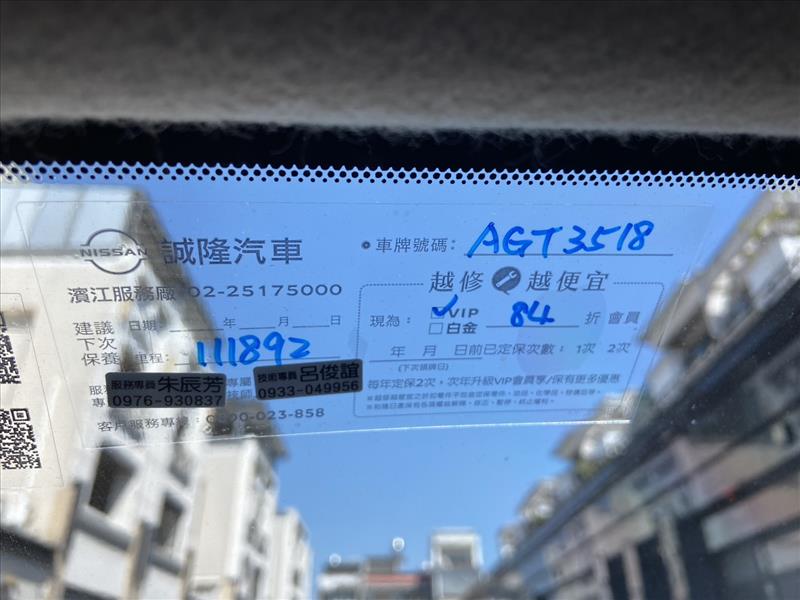 NISSAN 誠隆汽車
濱江服務廠 02-25175000
建議 日期: 年 月 日
下次
保養 里程: 111892
服務專員 朱辰芳
0976-930837
技術專員 呂俊誼
0933-049956
客戶服務專線: 0800-023-858
車牌號碼: AGT3518
越修 越便宜
現為: ✓VIP 84 折 會員
□白金
年 月 日前已定保次數: 1次 2次
(下次領牌日)
每年定保2次,次年升級VIP會員享/保有更多優惠